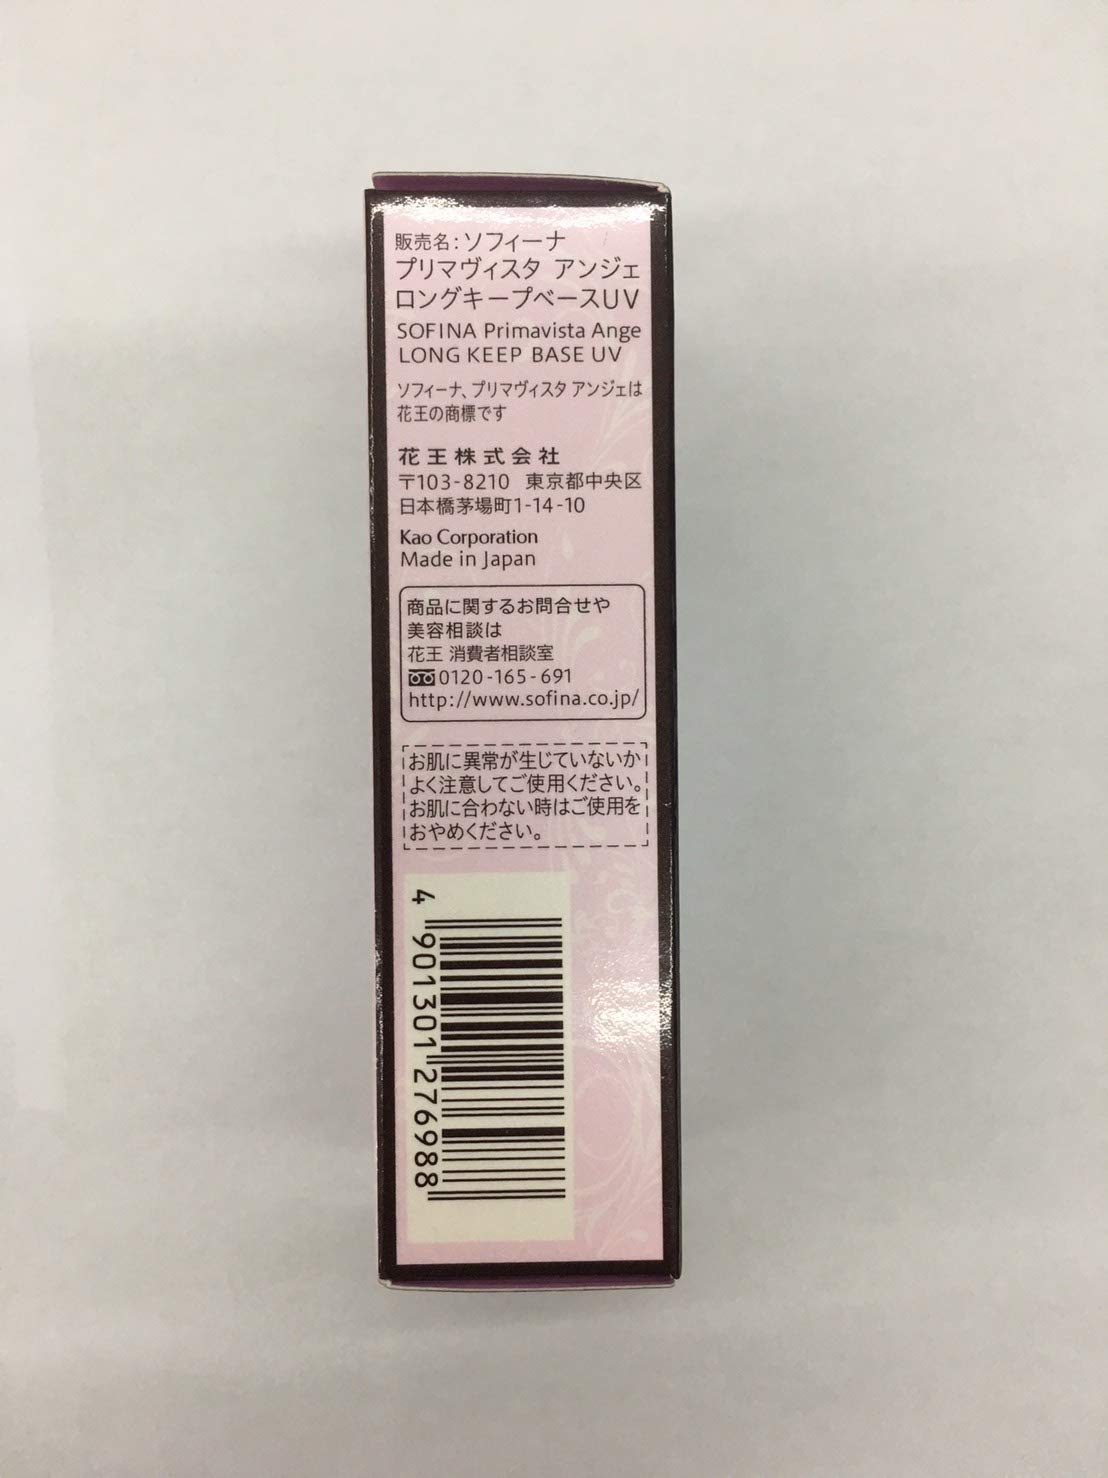 販売名:ソフィーナ
プリマヴィスタ アンジェ
ロングキープベースUV
SOFINA Primavista Ange
LONG KEEP BASE UV
ソフィーナ、プリマヴィスタ アンジェは
花王の商標です
花王株式会社
〒103-8210 東京都中央区
日本橋茅場町1-14-10
Kao Corporation
Made in Japan
商品に関するお問合せや
美容相談は
花王 消費者相談室
0120-165-691
http://www.sofina.co.jp/
お肌に異常が生じていないか
よく注意してご使用ください。
お肌に合わない時はご使用を
おやめください。
4 901301 276988